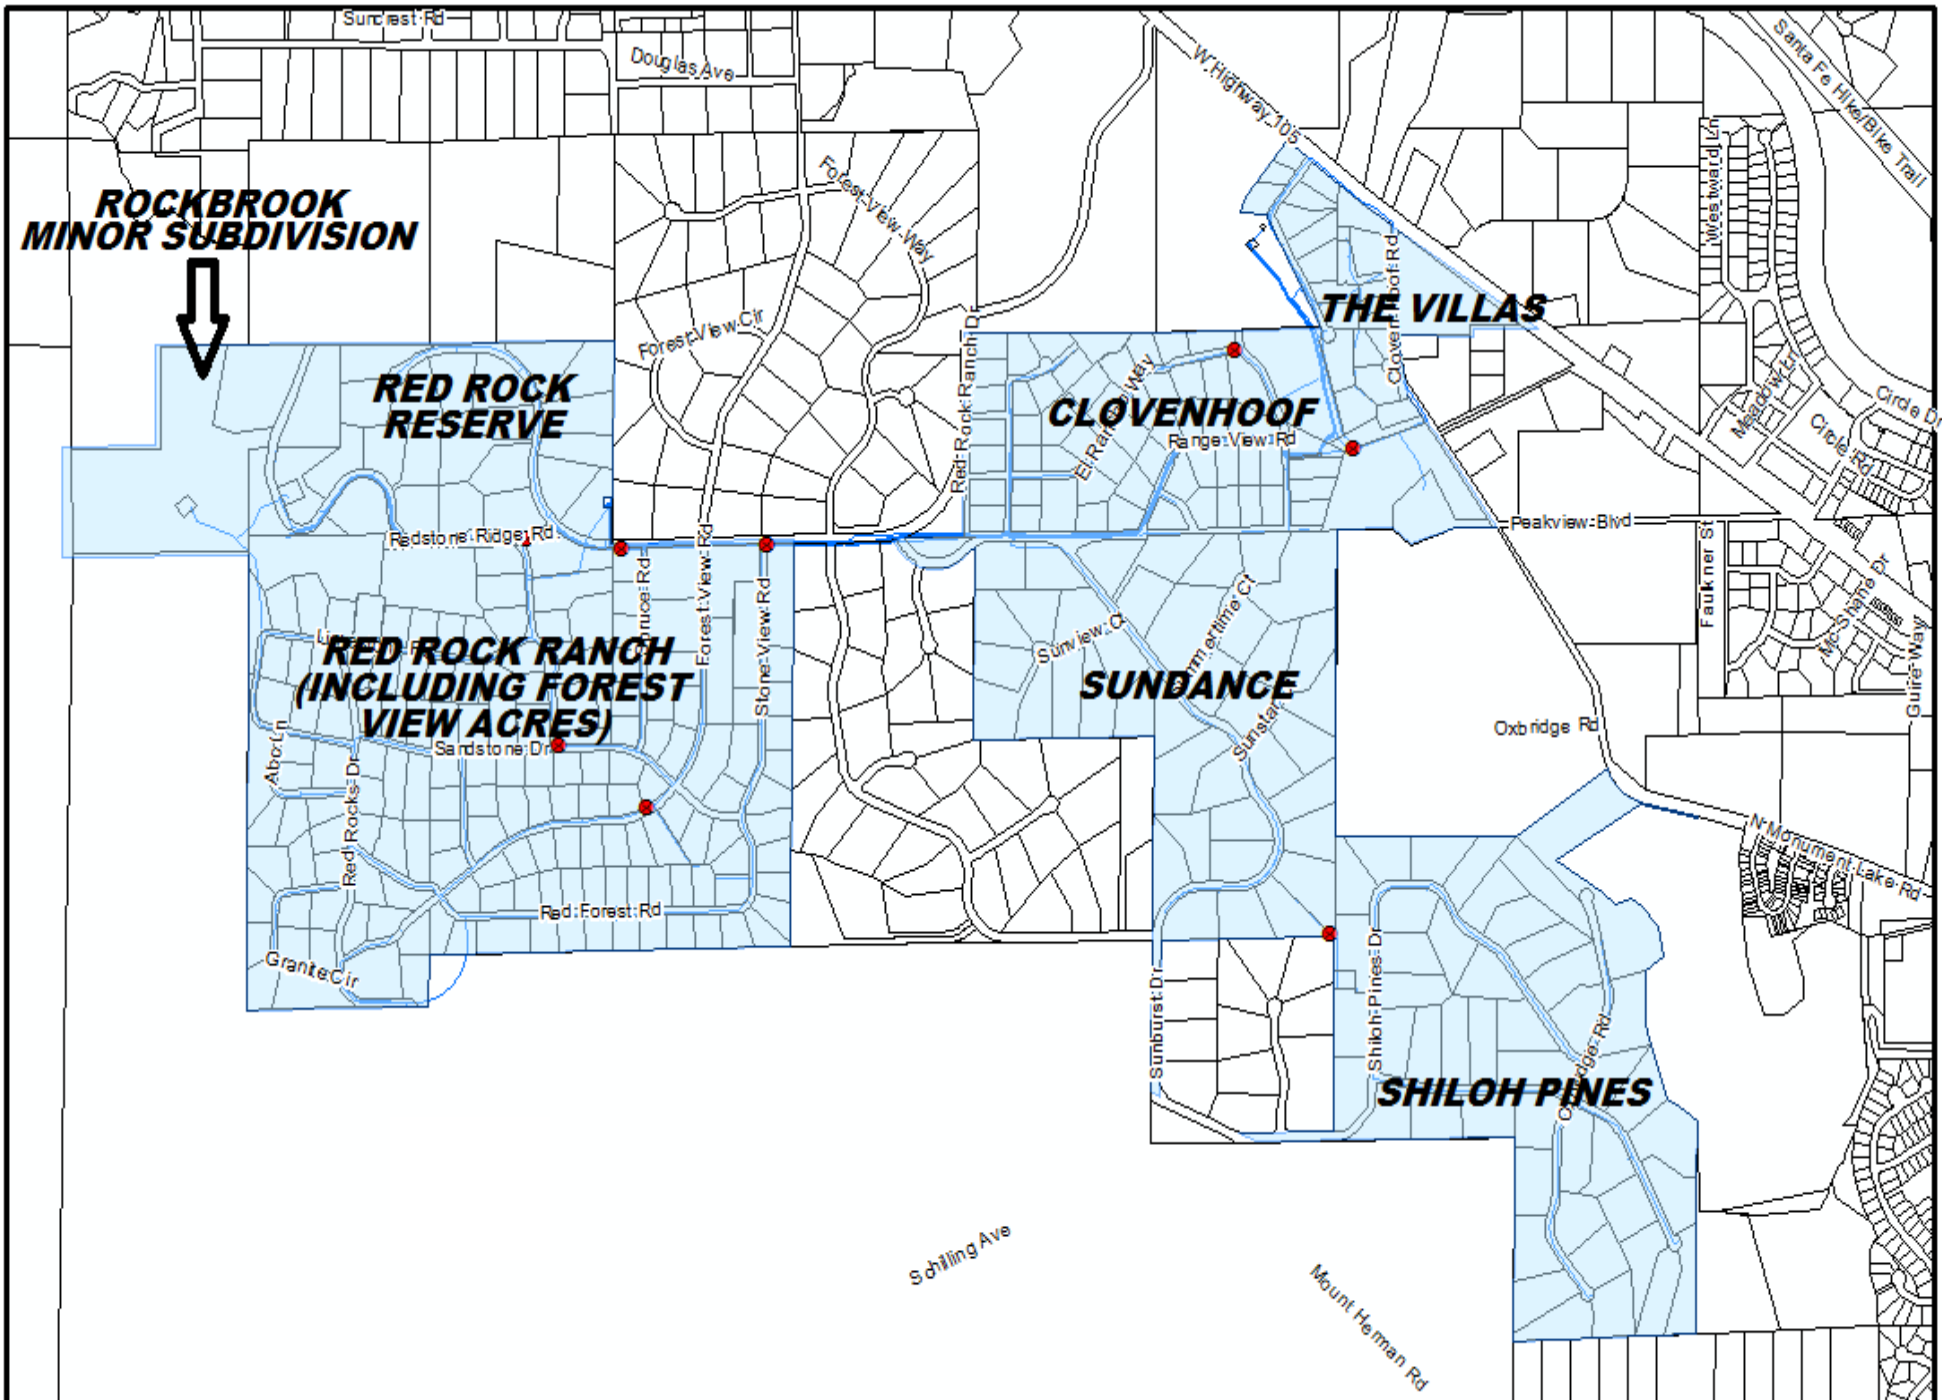 Suncrest Rd
Douglas Ave
W Highway 105
Santa Fe Hike/Bike Trail
Westward Ln
ROCKBROOK
MINOR SUBDIVISION
Forest View Way
Forest View Cir
Red Rock Ranch Dr
Clovenhoof Rd
THE VILLAS
RED ROCK
RESERVE
El Rancho Way
CLOVENHOOF
Range View Rd
Meadow Ln
Circle Dr
Circle Rd
Redstone Ridge Rd
Peakview Blvd
Faulkner St
Mc Shane Dr
Guire Way
Spruce Rd
Forest View Rd
Stone View Rd
RED ROCK RANCH
(INCLUDING FOREST
VIEW ACRES)
Sunview Ct
Summertime Ct
SUNDANCE
Sunstar
Oxbridge Rd
Abo Ln
Sandstone Dr
Red Rocks Dr
N Monument Lake Rd
Red Forest Rd
Granite Cir
Sunburst Dr
Shiloh Pines Dr
Oxbridge Rd
SHILOH PINES
Schilling Ave
Mount Herman Rd